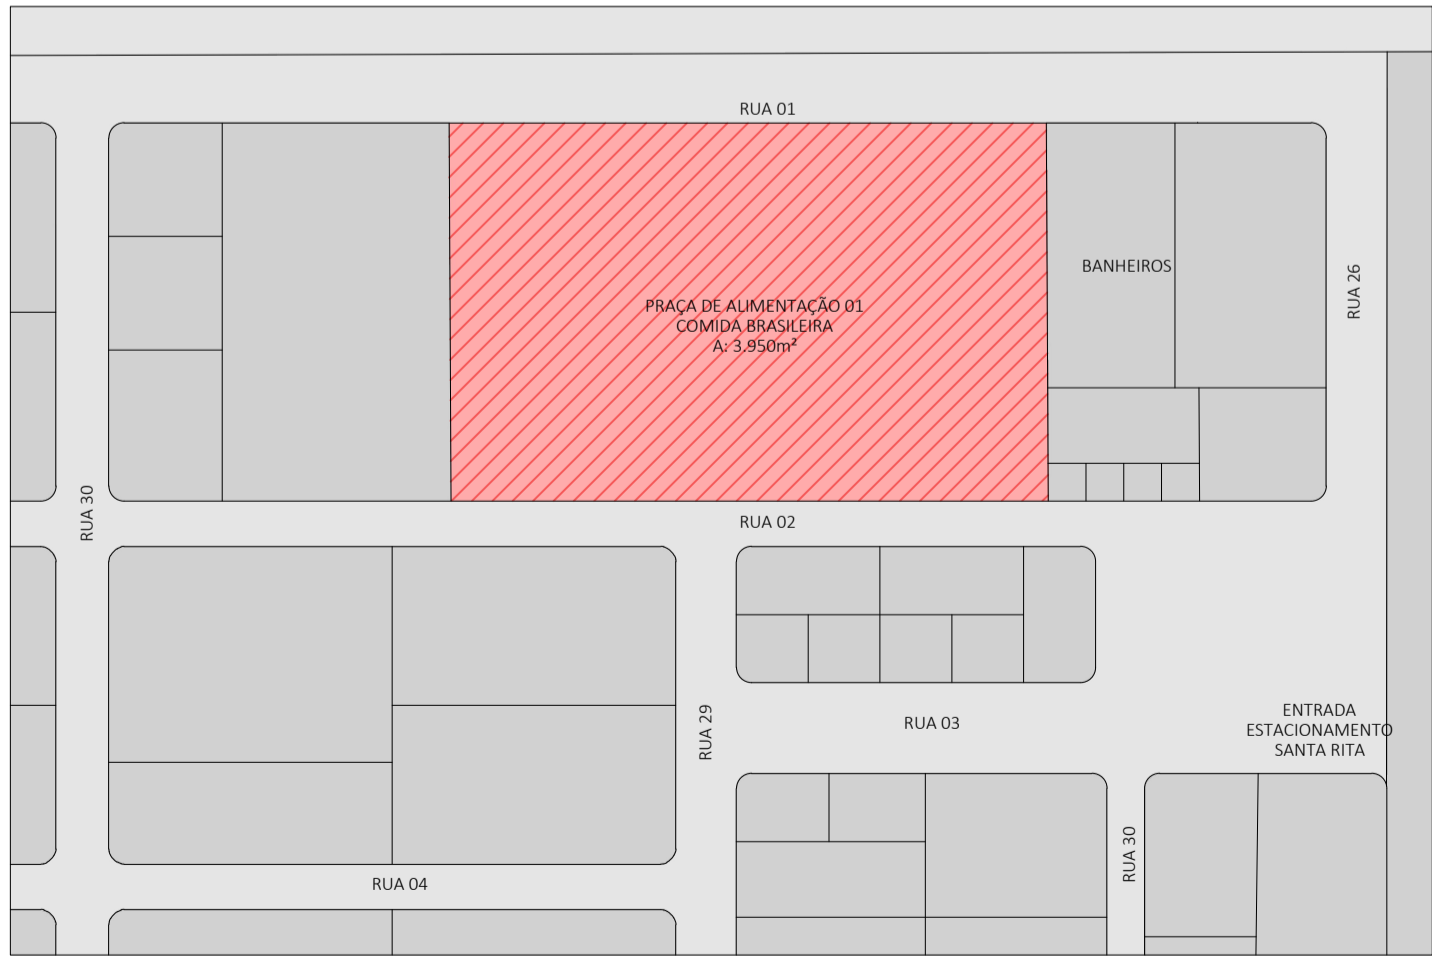 RUA 01
BANHEIROS
RUA 26
PRAÇA DE ALIMENTAÇÃO 01
COMIDA BRASILEIRA
A: 3.950m²
RUA 30
RUA 02
RUA 29
RUA 03
ENTRADA
ESTACIONAMENTO
SANTA RITA
RUA 30
RUA 04